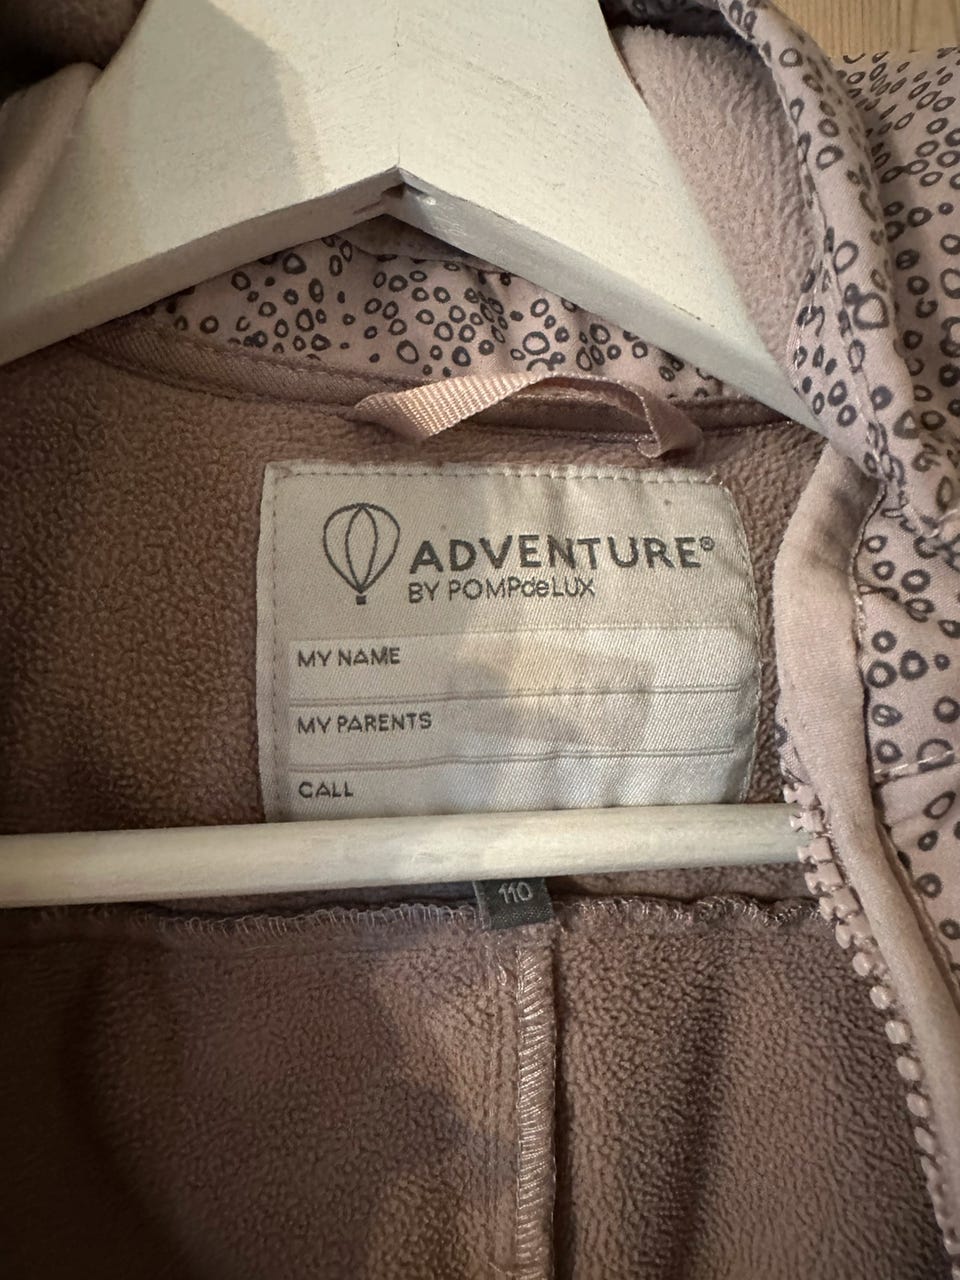 ADVENTURE®
BY POMPdeLUX
MY NAME
MY PARENTS
CALL
110